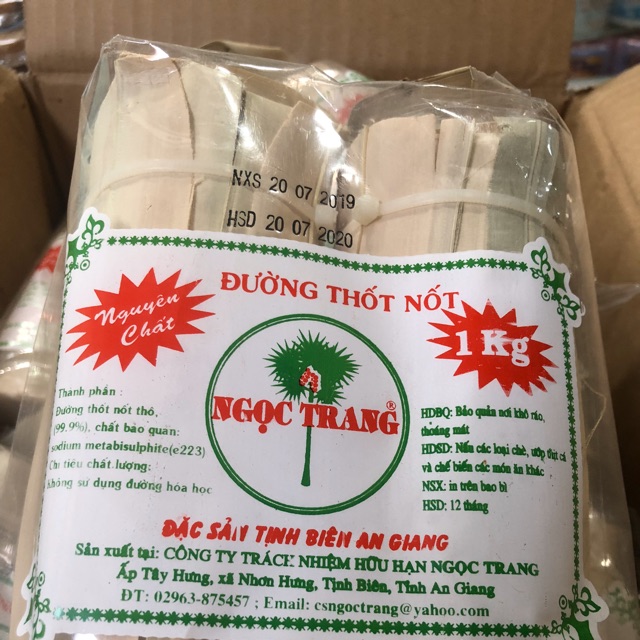 NXS 20 07 2019
HSD 20 07 2020
ĐƯỜNG THỐT NỐT
Nguyên
Chất
1 Kg
NGỌC TRANG®
Thành phần :
Đường thốt nốt thô,
(99.9%), chất bảo quản:
sodium metabisulphite(e223)
Chỉ tiêu chất lượng:
Không sử dụng đường hóa học
HDBQ: Bảo quản nơi khô ráo,
thoáng mát
HDSD: Nấu các loại chè, ướp thịt cá
và chế biến các món ăn khác
NSX: in trên bao bì
HSD: 12 tháng
ĐẶC SẢN TỊNH BIÊN AN GIANG
Sản xuất tại: CÔNG TY TRÁCH NHIỆM HỮU HẠN NGỌC TRANG
Ấp Tây Hưng, xã Nhơn Hưng, Tịnh Biên, Tỉnh An Giang
ĐT: 02963-875457 ; Email: csngoctrang@yahoo.com